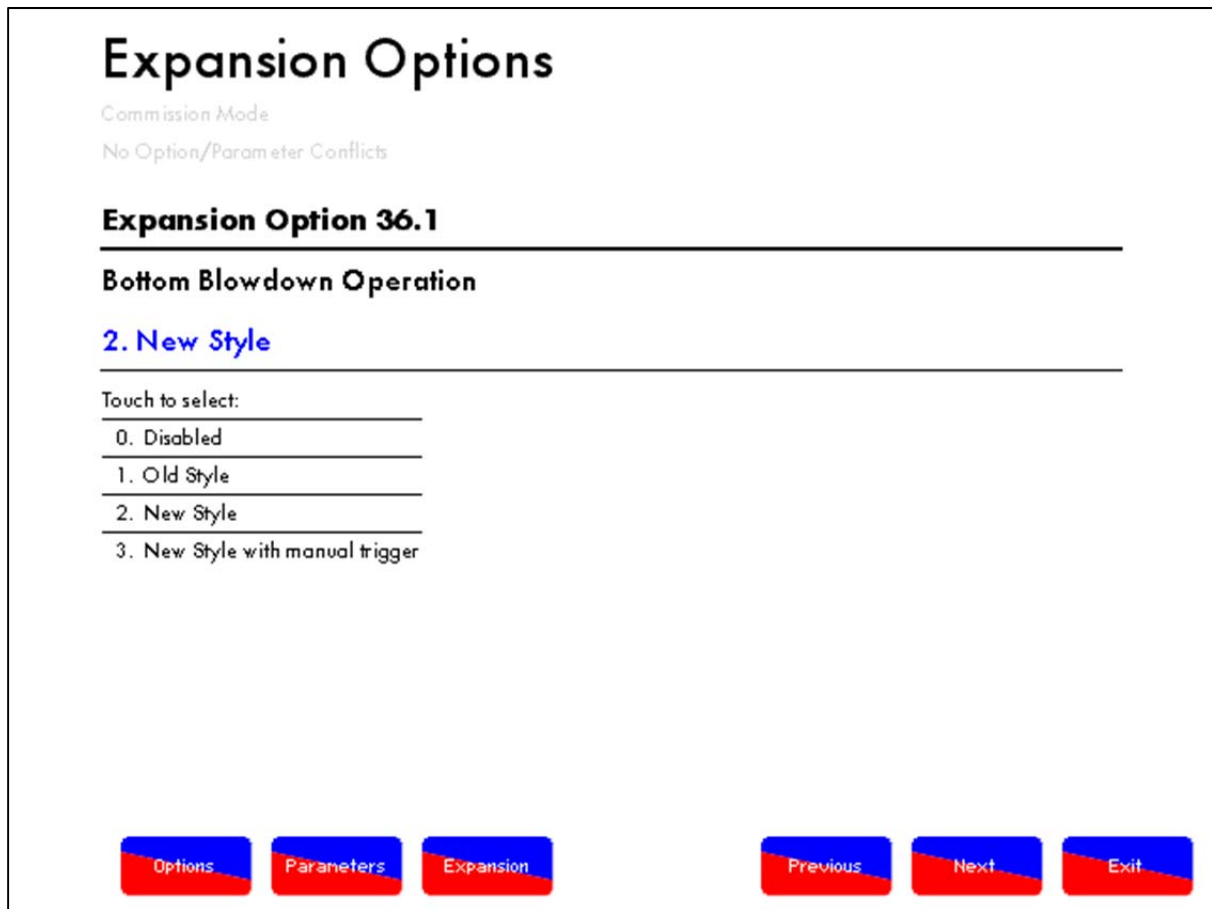 Expansion Options
Commission Mode
No Option/Parameter Conflicts
Expansion Option 36.1
Bottom Blowdown Operation
2. New Style
Touch to select:
0. Disabled
1. Old Style
2. New Style
3. New Style with manual trigger
Options Parameters Expansion Previous Next Exit